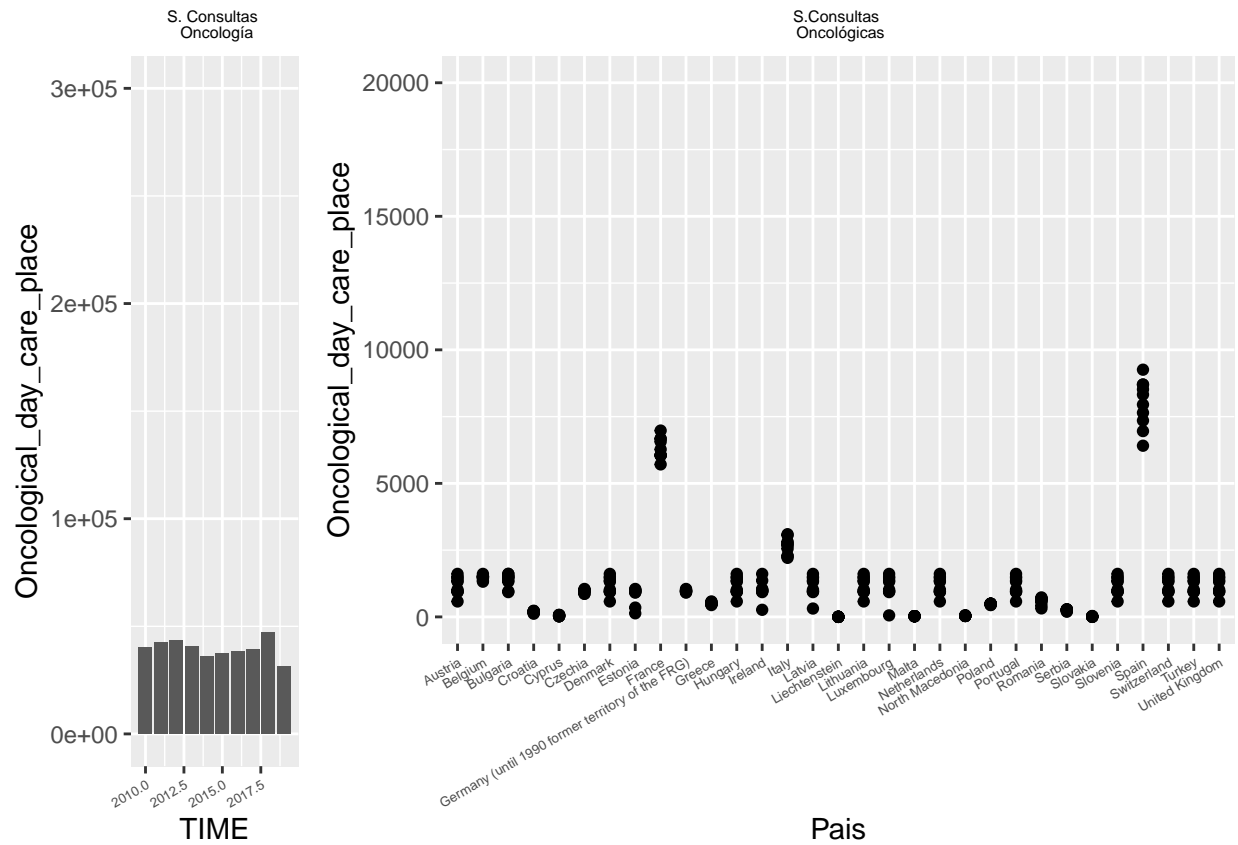 S. Consultas
Oncología
Oncological_day_care_place
3e+05
2e+05
1e+05
0e+00
2010.0
2012.5
2015.0
2017.5
TIME
S.Consultas
Oncológicas
Oncological_day_care_place
20000
15000
10000
5000
0
Austria
Belgium
Bulgaria
Croatia
Cyprus
Czechia
Denmark
Estonia
France
Germany (until 1990 former territory of the FRG)
Greece
Hungary
Ireland
Italy
Latvia
Liechtenstein
Lithuania
Luxembourg
Malta
Netherlands
North Macedonia
Poland
Portugal
Romania
Serbia
Slovakia
Slovenia
Spain
Switzerland
Turkey
United Kingdom
Pais